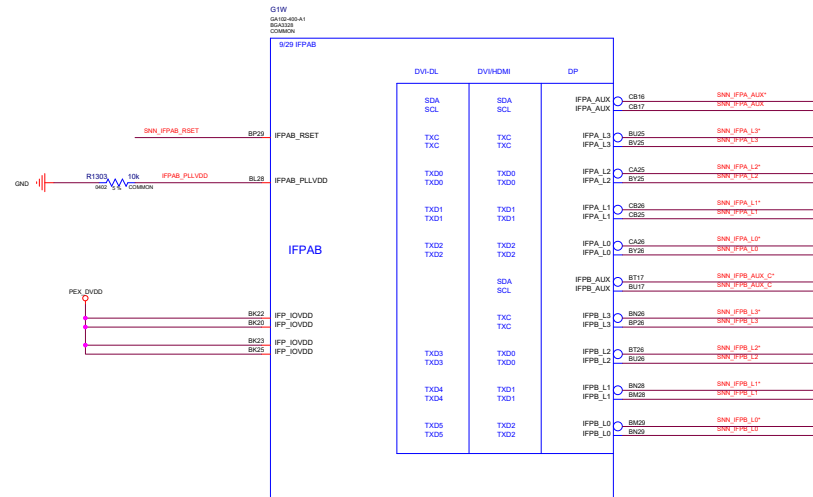 G1W
GA102-400-A1
BGA3328
COMMON
9/29 IFPAB
DVI-DL DVI/HDMI DP
SDA SDA IFPA_AUX CB16 SNN_IFPA_AUX*
SCL SCL IFPA_AUX CB17 SNN_IFPA_AUX
SNN_IFPAB_RSET BP29 IFPAB_RSET
TXC TXC IFPA_L3 BU25 SNN_IFPA_L3*
TXC TXC IFPA_L3 BV25 SNN_IFPA_L3
GND R1303 10k IFPAB_PLLVDD BL28 IFPAB_PLLVDD
0402 5 % COMMON
TXD0 TXD0 IFPA_L2 CA25 SNN_IFPA_L2*
TXD0 TXD0 IFPA_L2 BY25 SNN_IFPA_L2
TXD1 TXD1 IFPA_L1 CB26 SNN_IFPA_L1*
TXD1 TXD1 IFPA_L1 CB25 SNN_IFPA_L1
IFPAB
TXD2 TXD2 IFPA_L0 CA26 SNN_IFPA_L0*
TXD2 TXD2 IFPA_L0 BY26 SNN_IFPA_L0
SDA IFPB_AUX BT17 SNN_IFPB_AUX_C*
SCL IFPB_AUX BU17 SNN_IFPB_AUX_C
PEX_DVDD
BK22 IFP_IOVDD
BK20 IFP_IOVDD
TXC IFPB_L3 BN26 SNN_IFPB_L3*
TXC IFPB_L3 BP26 SNN_IFPB_L3
BK23 IFP_IOVDD
BK25 IFP_IOVDD
TXD3 TXD0 IFPB_L2 BT26 SNN_IFPB_L2*
TXD3 TXD0 IFPB_L2 BU26 SNN_IFPB_L2
TXD4 TXD1 IFPB_L1 BN28 SNN_IFPB_L1*
TXD4 TXD1 IFPB_L1 BM28 SNN_IFPB_L1
TXD5 TXD2 IFPB_L0 BM29 SNN_IFPB_L0*
TXD5 TXD2 IFPB_L0 BN29 SNN_IFPB_L0